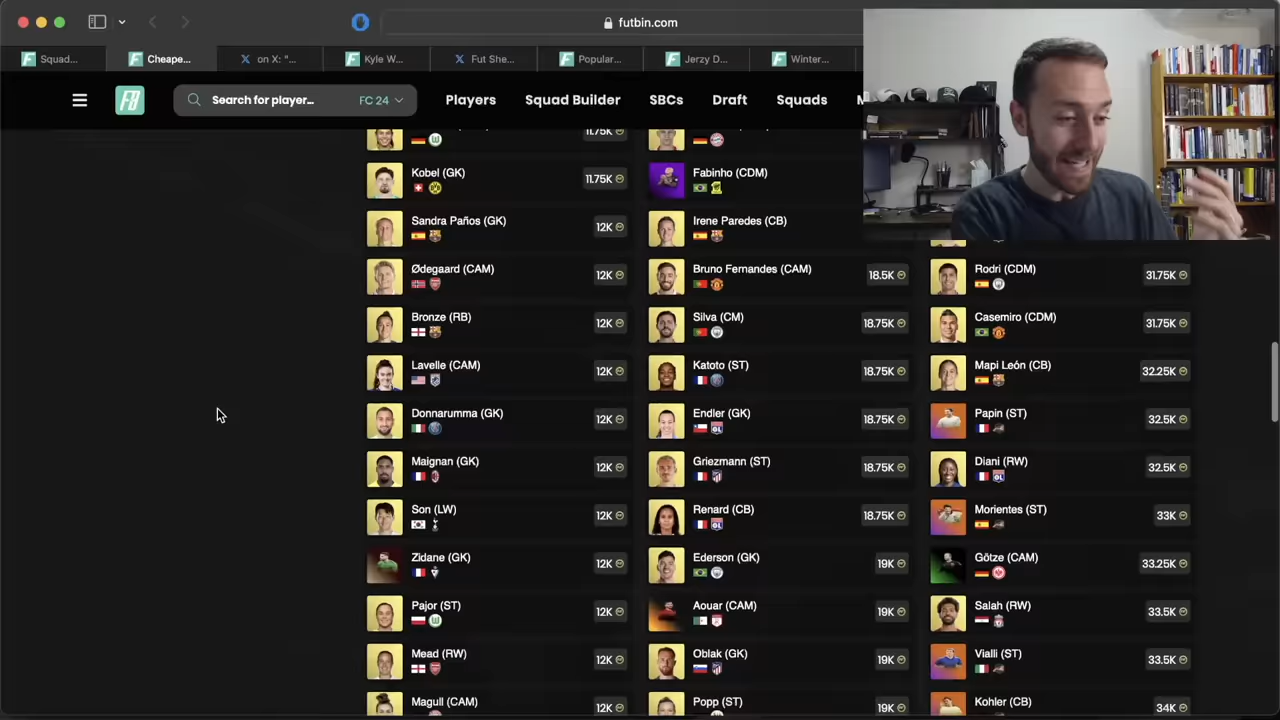 futbin.com
Squad...
Cheape...
on X: "...
Kyle W...
Fut She...
Popular...
Jerzy D...
Winter...
F8
Search for player...
FC 24
Players
Squad Builder
SBCs
Draft
Squads
11.75K
Kobel (GK)
11.75K
Sandra Paños (GK)
12K
Ødegaard (CAM)
12K
Bronze (RB)
12K
Lavelle (CAM)
12K
Donnarumma (GK)
12K
Maignan (GK)
12K
Son (LW)
12K
Zidane (GK)
12K
Pajor (ST)
12K
Mead (RW)
12K
Magull (CAM)
12K
Fabinho (CDM)
Irene Paredes (CB)
Bruno Fernandes (CAM)
18.5K
Silva (CM)
18.75K
Katoto (ST)
18.75K
Endler (GK)
18.75K
Griezmann (ST)
18.75K
Renard (CB)
18.75K
Ederson (GK)
19K
Aouar (CAM)
19K
Oblak (GK)
19K
Popp (ST)
19K
Rodri (CDM)
31.75K
Casemiro (CDM)
31.75K
Mapi León (CB)
32.25K
Papin (ST)
32.5K
Diani (RW)
32.5K
Morientes (ST)
33K
Götze (CAM)
33.25K
Salah (RW)
33.5K
Vialli (ST)
33.5K
Kohler (CB)
34K